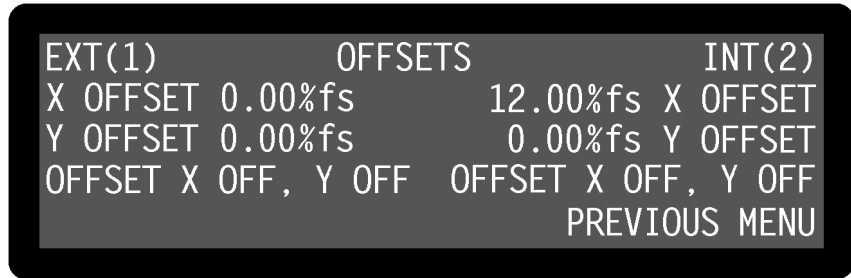 EXT(1) OFFSETS INT(2)
X OFFSET 0.00%fs 12.00%fs X OFFSET
Y OFFSET 0.00%fs 0.00%fs Y OFFSET
OFFSET X OFF, Y OFF OFFSET X OFF, Y OFF
PREVIOUS MENU